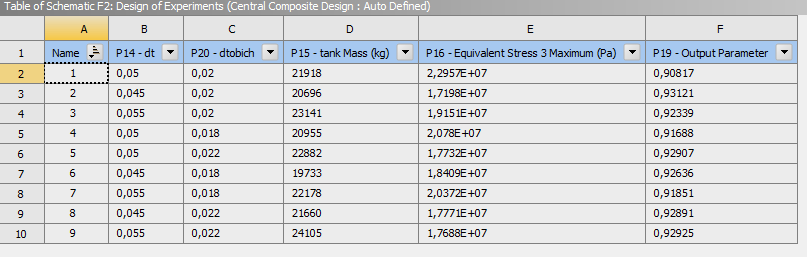 Table of Schematic F2: Design of Experiments (Central Composite Design : Auto Defined)
A B C D E F
1 Name P14 - dt P20 - dtobich P15 - tank Mass (kg) P16 - Equivalent Stress 3 Maximum (Pa) P19 - Output Parameter
2 1 0,05 0,02 21918 2,2957E+07 0,90817
3 2 0,045 0,02 20696 1,7198E+07 0,93121
4 3 0,055 0,02 23141 1,9151E+07 0,92339
5 4 0,05 0,018 20955 2,078E+07 0,91688
6 5 0,05 0,022 22882 1,7732E+07 0,92907
7 6 0,045 0,018 19733 1,8409E+07 0,92636
8 7 0,055 0,018 22178 2,0372E+07 0,91851
9 8 0,045 0,022 21660 1,7771E+07 0,92891
10 9 0,055 0,022 24105 1,7688E+07 0,92925